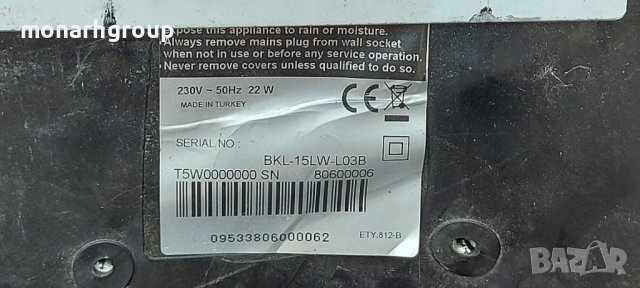 monarhgroup
expose this appliance to rain or moisture.
.Always remove mains plug from wall socket
when not in use or before any service operation.
.Never remove covers unless qualified to do so.
230V ~ 50Hz 22 W
MADE IN TURKEY
CE
SERIAL NO :
BKL-15LW-L03B
T5W0000000 SN 80600006
09533806000062
ETY.812-B
BAZAR